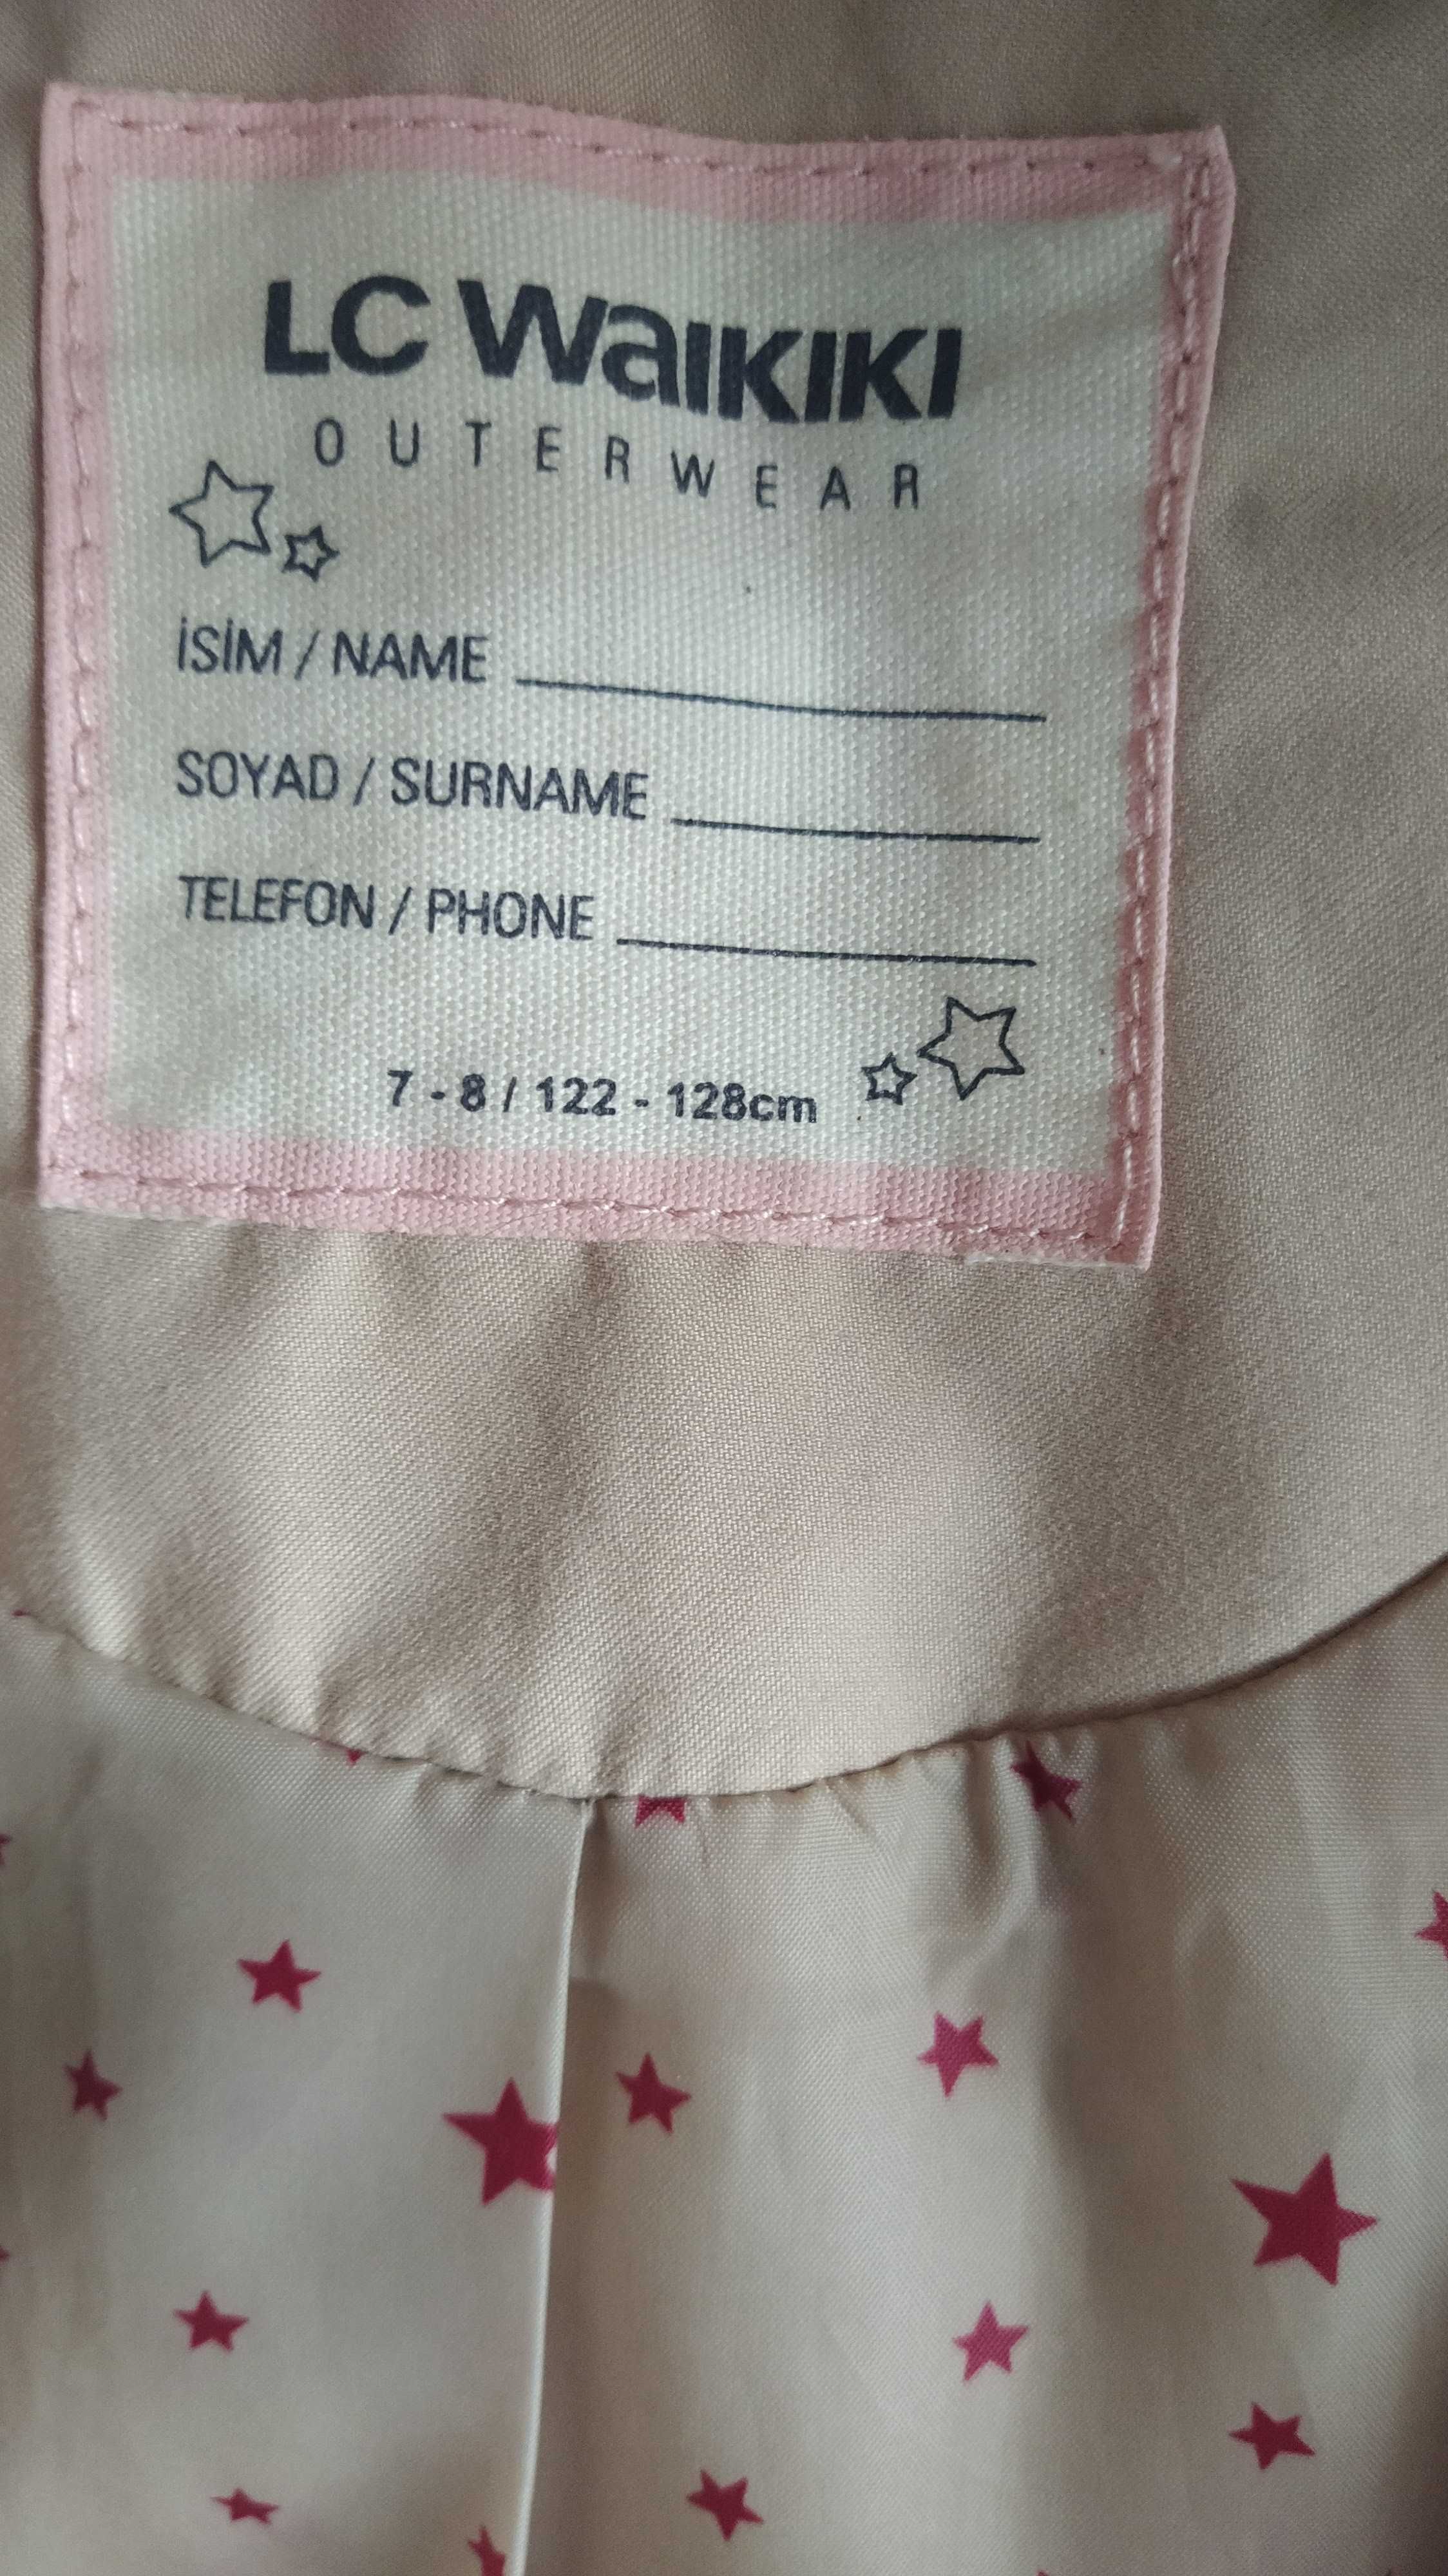 LC WaIKIKI
OUTERWEAR
İSİM / NAME
SOYAD / SURNAME
TELEFON / PHONE
7 - 8 / 122 - 128cm